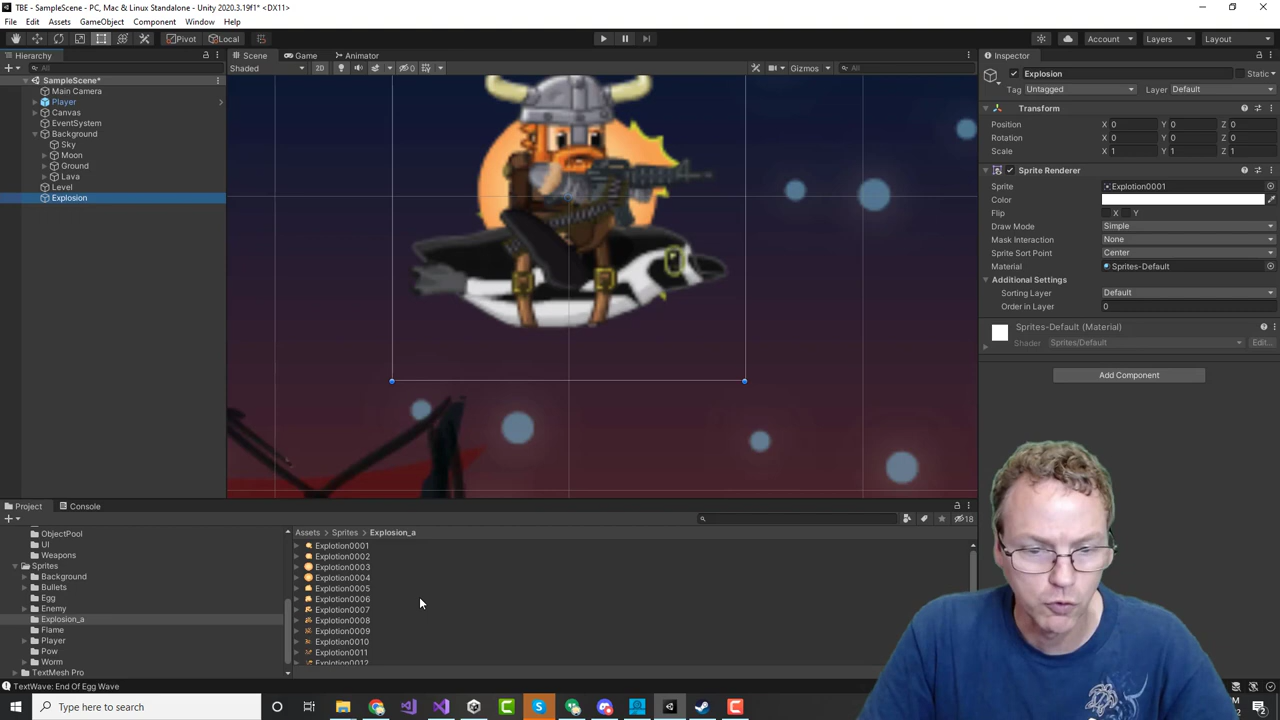 TBE - SampleScene - PC, Mac & Linux Standalone - Unity 2020.3.19f1* <DX11>
File Edit Assets GameObject Component Window Help
Pivot Local Account Layers Layout
Hierarchy Scene Game Animator Inspector
All Shaded 2D 0 Gizmos All
SampleScene*
Main Camera
Player
Canvas
EventSystem
Background
Sky
Moon
Ground
Lava
Level
Explosion
Explosion Static
Tag Untagged Layer Default
Transform
Position X 0 Y 0 Z 0
Rotation X 0 Y 0 Z 0
Scale X 1 Y 1 Z 1
Sprite Renderer
Sprite Explotion0001
Color
Flip X Y
Draw Mode Simple
Mask Interaction None
Sprite Sort Point Center
Material Sprites-Default
Additional Settings
Sorting Layer Default
Order in Layer 0
Sprites-Default (Material)
Shader Sprites/Default Edit...
Add Component
Project Console
18
Assets Sprites Explosion_a
ObjectPool
UI
Weapons
Sprites
Background
Bullets
Egg
Enemy
Explosion_a
Flame
Player
Pow
Worm
TextMesh Pro
Explotion0001
Explotion0002
Explotion0003
Explotion0004
Explotion0005
Explotion0006
Explotion0007
Explotion0008
Explotion0009
Explotion0010
Explotion0011
Explotion0012
TextWave: End Of Egg Wave
Type here to search